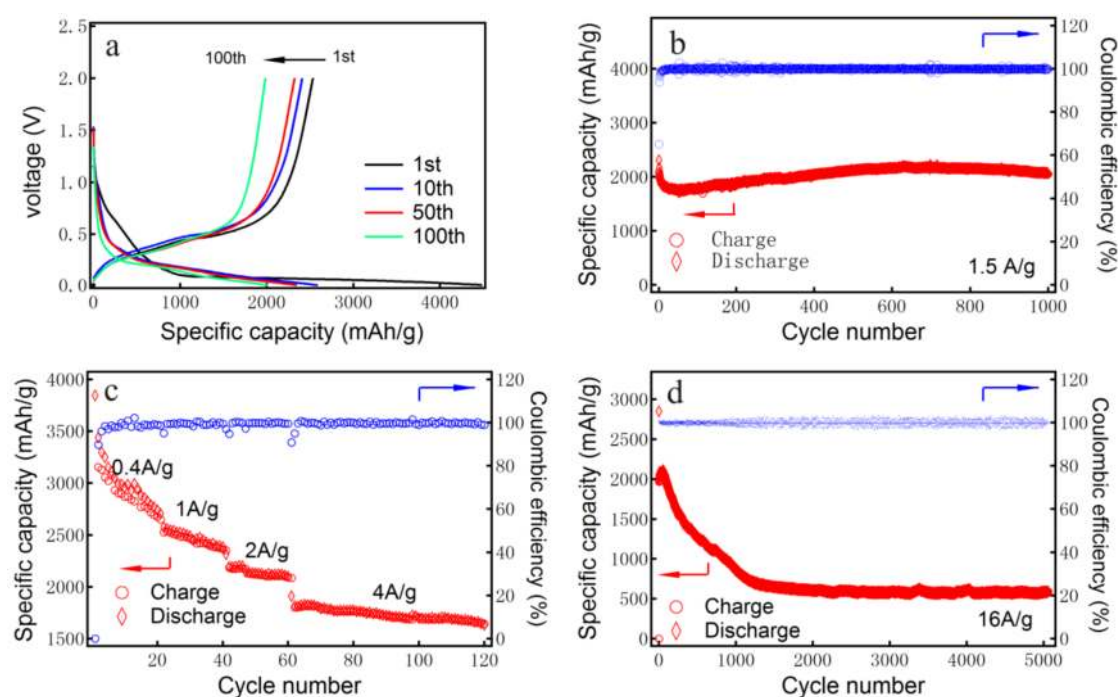 a
100th
1st
2.5
2.0
1.5
1.0
0.5
0.0
voltage (V)
1st
10th
50th
100th
0
1000
2000
3000
4000
Specific capacity (mAh/g)
b
4000
3000
2000
1000
0
Specific capacity (mAh/g)
120
100
80
60
40
20
0
Coulombic efficiency (%)
Charge
Discharge
1.5 A/g
0
200
400
600
800
1000
Cycle number
c
4000
3500
3000
2500
2000
1500
Specific capacity (mAh/g)
120
100
80
60
40
20
0
Coulombic efficiency (%)
0.4A/g
1A/g
2A/g
4A/g
Charge
Discharge
20
40
60
80
100
120
Cycle number
d
3000
2500
2000
1500
1000
500
0
Specific capacity (mAh/g)
120
100
80
60
40
20
0
Coulombic efficiency (%)
Charge
Discharge
16A/g
0
1000
2000
3000
4000
5000
Cycle number